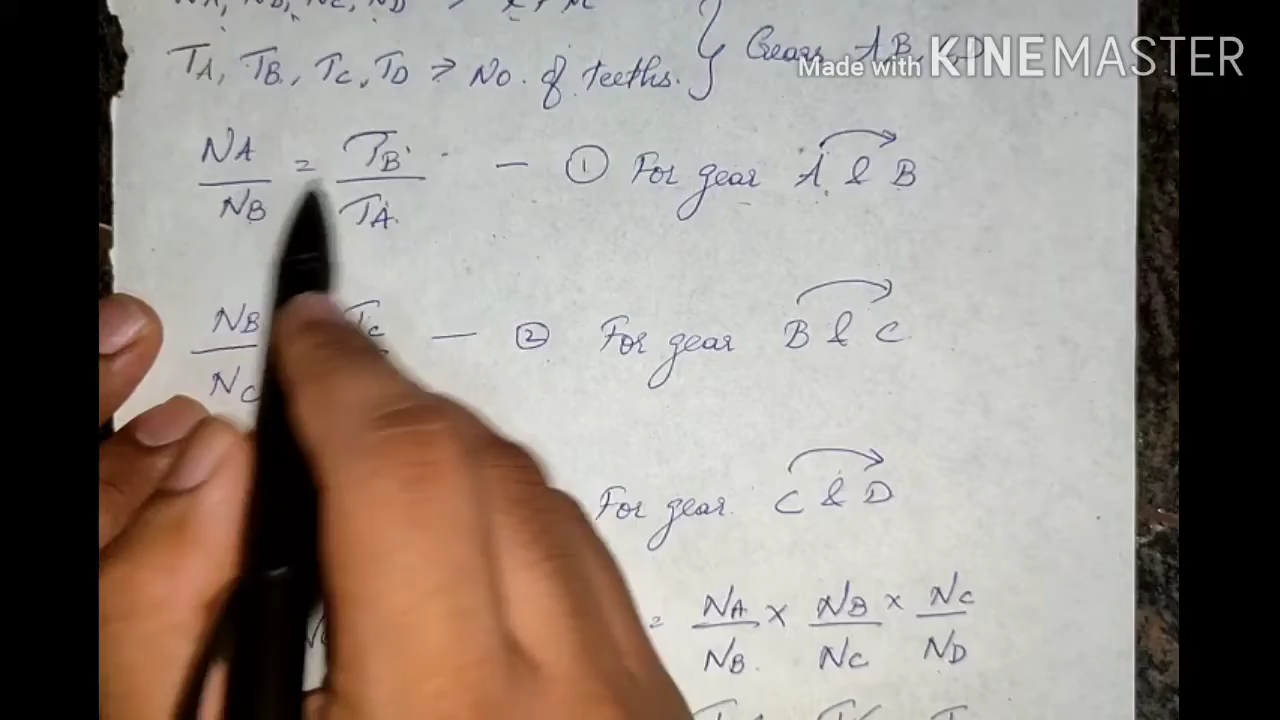 TA, TB, TC, TD ⇒ No. of teeths. } Gears A, B,
Made with KINEMASTER
NA/NB = TB/TA — ① For gear A & B
NB/NC TC — ② For gear B & C
For gear C & D
= NA/NB × NB/NC × NC/ND